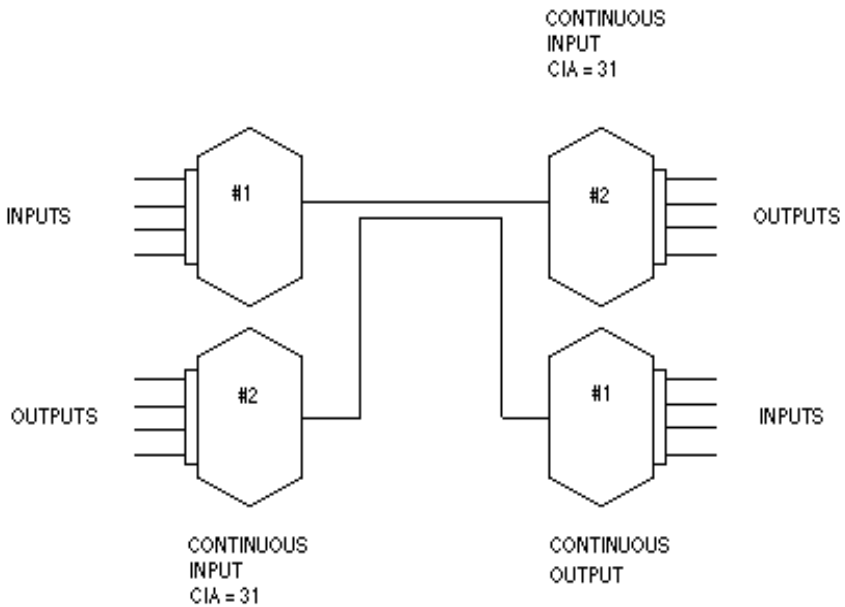 CONTINUOUS
INPUT
CIA = 31
#1
#2
INPUTS
OUTPUTS
#2
#1
OUTPUTS
INPUTS
CONTINUOUS
INPUT
CIA = 31
CONTINUOUS
OUTPUT